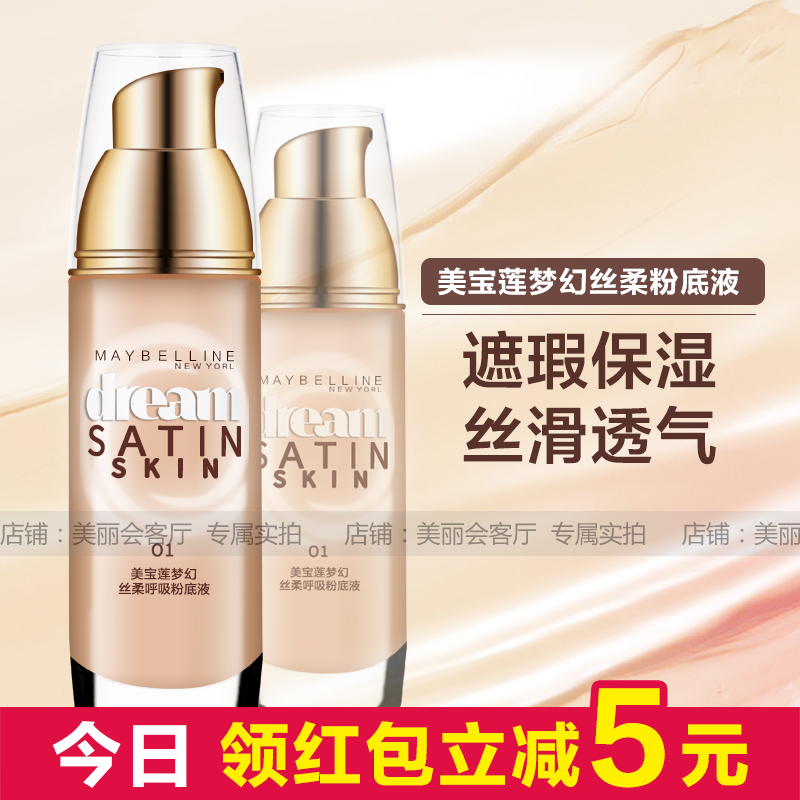 MAYBELLINE
NEW YORL
dream
SATIN
SKIN
01
美宝莲梦幻
丝柔呼吸粉底液
MAYBELLINE
NEW YORL
dream
SATIN
SKIN
01
美宝莲梦幻
丝柔呼吸粉底液
美宝莲梦幻丝柔粉底液
遮瑕保湿
丝滑透气
店铺：美丽会客厅 专属实拍 店铺：美丽会客厅 专属实拍 店铺：美丽
今日 领红包立减5元